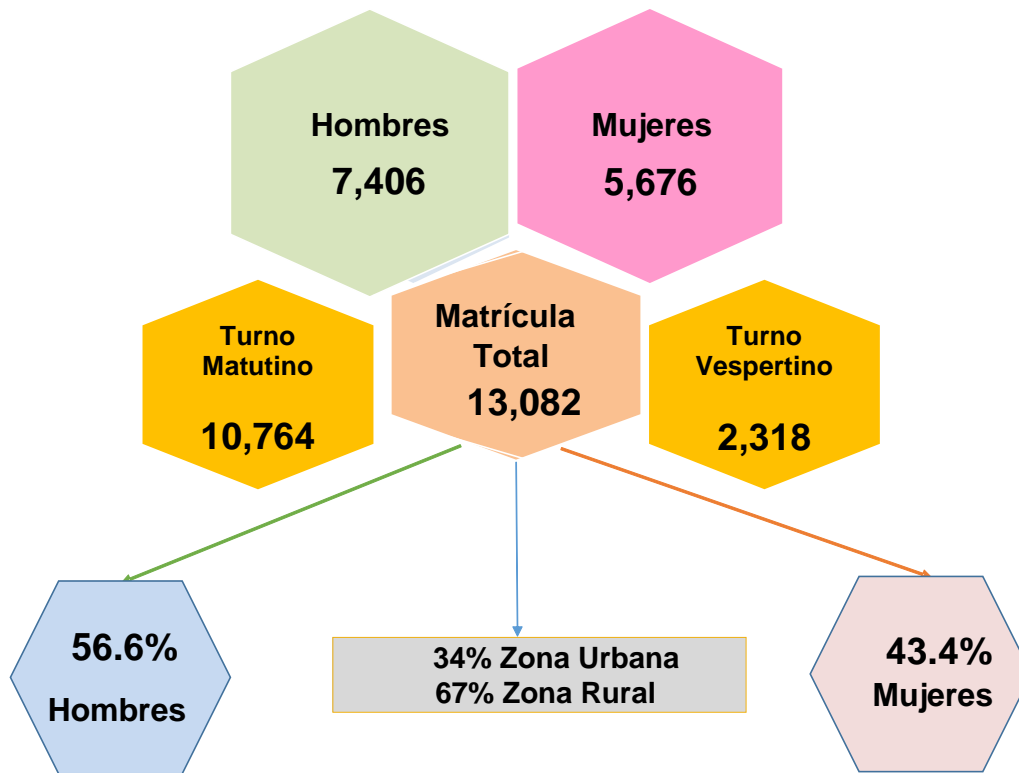 Hombres
7,406
Mujeres
5,676
Turno
Matutino
10,764
Matrícula
Total
13,082
Turno
Vespertino
2,318
56.6%
Hombres
34% Zona Urbana
67% Zona Rural
43.4%
Mujeres